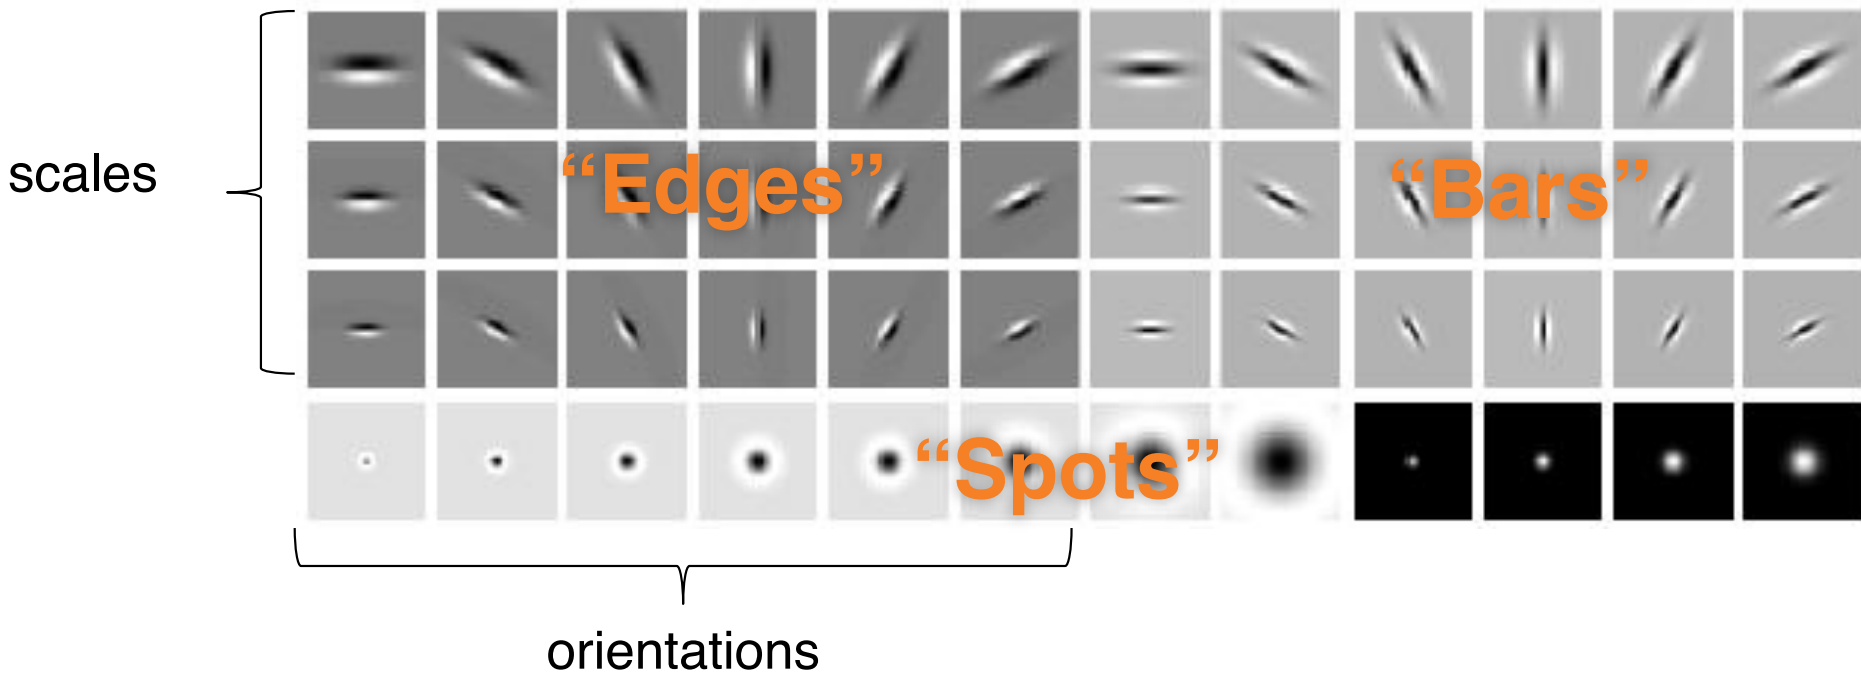 scales
“Edges”
“Bars”
“Spots”
orientations